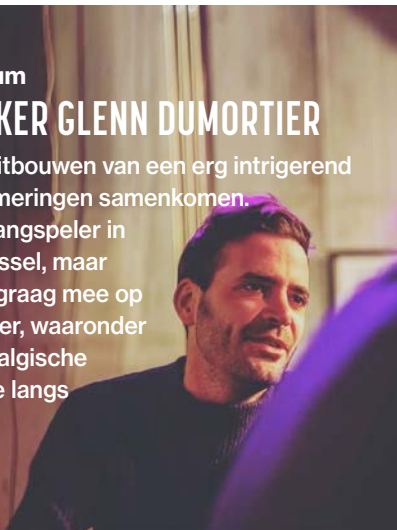 um
KER GLENN DUMORTIER
itbouwen van een erg intrigerend
meringen samenkomen.
angspeler in
ssel, maar
graag mee op
er, waaronder
algische
e langs